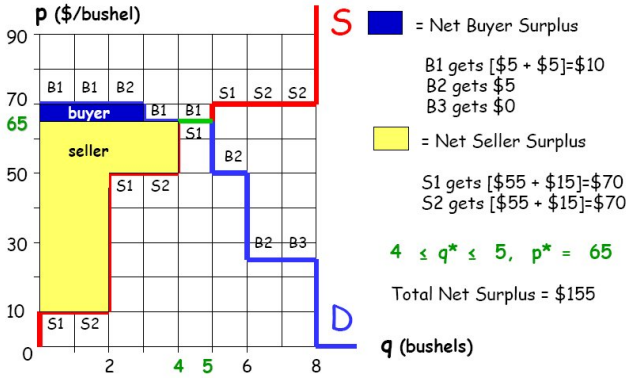 p ($/bushel)
S
90
B1 B1 B2
S1 S2 S2
70
buyer
B1 B1
65
S1
seller
B2
50
S1 S2
30
B2 B3
10
S1 S2
D
0
2 4 5 6 8
q (bushels)
= Net Buyer Surplus
B1 gets [$5 + $5]=$10
B2 gets $5
B3 gets $0
= Net Seller Surplus
S1 gets [$55 + $15]=$70
S2 gets [$55 + $15]=$70
4 ≤ q* ≤ 5, p* = 65
Total Net Surplus = $155